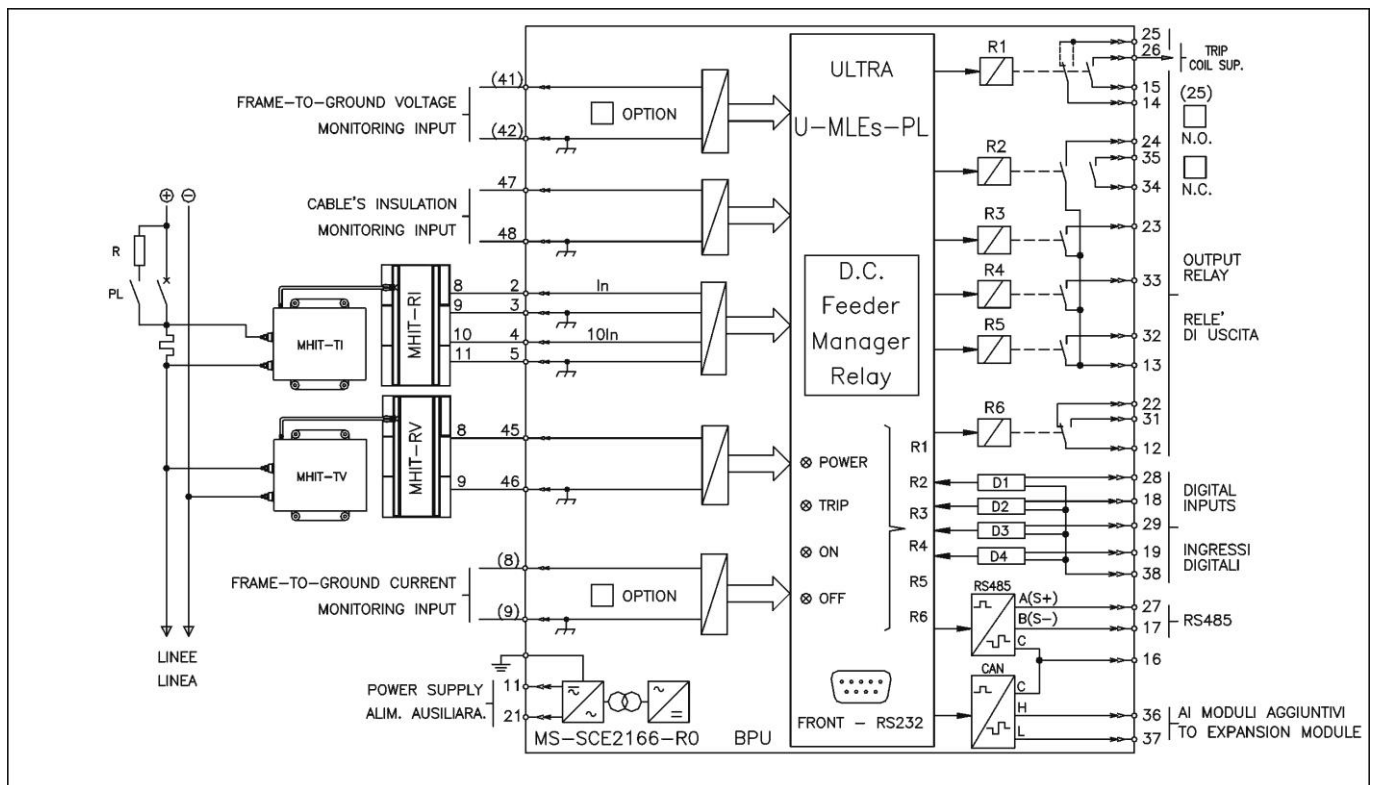 FRAME-TO-GROUND VOLTAGE
MONITORING INPUT
(41)
(42)
OPTION
CABLE'S INSULATION
MONITORING INPUT
47
48
+
−
R
PL
LINEE
LINEA
MHIT-TI
MHIT-RI
8 2 In
9 3
10 4 10In
11 5
MHIT-TV
MHIT-RV
8 45
9 46
FRAME-TO-GROUND CURRENT
MONITORING INPUT
(8)
(9)
OPTION
POWER SUPPLY
ALIM. AUSILIARA.
11
21
MS-SCE2166-R0 BPU
ULTRA
U-MLEs-PL
D.C.
Feeder
Manager
Relay
POWER
TRIP
ON
OFF
R1
R2
R3
R4
R5
R6
FRONT - RS232
R1
R2
R3
R4
R5
R6
D1
D2
D3
D4
RS485
A(S+)
B(S-)
C
CAN
C
H
L
25
26
15
14
TRIP
COIL SUP.
(25)
N.O.
N.C.
24
35
34
23
33
32
13
OUTPUT
RELAY
RELE'
DI USCITA
22
31
12
28
18
29
19
38
DIGITAL
INPUTS
INGRESSI
DIGITALI
27
17
RS485
16
36
37
AI MODULI AGGIUNTIVI
TO EXPANSION MODULE